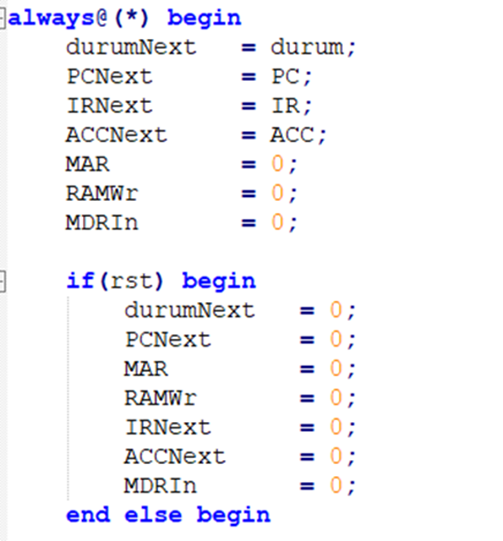 always@(*) begin
durumNext = durum;
PCNext = PC;
IRNext = IR;
ACCNext = ACC;
MAR = 0;
RAMWr = 0;
MDRIn = 0;
if(rst) begin
durumNext = 0;
PCNext = 0;
MAR = 0;
RAMWr = 0;
IRNext = 0;
ACCNext = 0;
MDRIn = 0;
end else begin